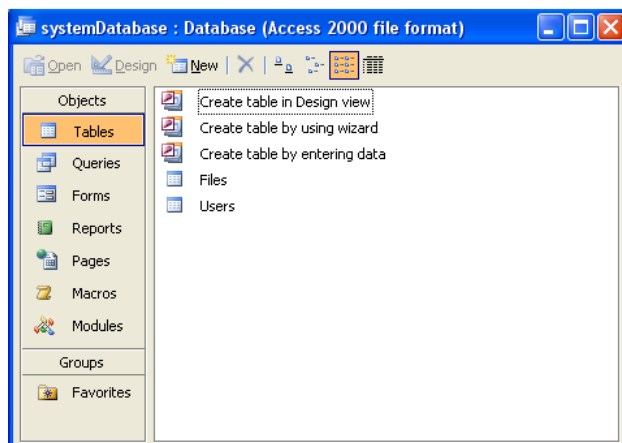 systemDatabase : Database (Access 2000 file format)
Open Design New
Objects
Tables
Queries
Forms
Reports
Pages
Macros
Modules
Groups
Favorites
Create table in Design view
Create table by using wizard
Create table by entering data
Files
Users